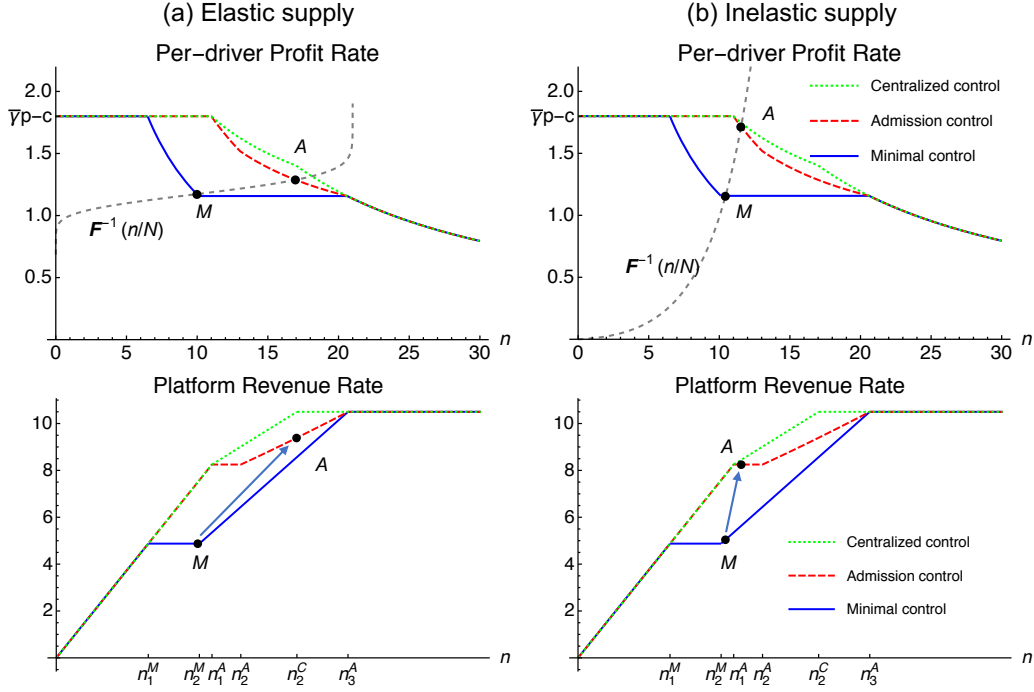 (a) Elastic supply
Per-driver Profit Rate
2.0
γ̅p-c
1.5
1.0
0.5
A
M
F⁻¹(n/N)
0 5 10 15 20 25 30 n
(b) Inelastic supply
Per-driver Profit Rate
2.0
γ̅p-c
1.5
1.0
0.5
A
M
F⁻¹(n/N)
Centralized control
Admission control
Minimal control
0 5 10 15 20 25 30 n
Platform Revenue Rate
10
8
6
4
2
A
M
n₁ᴹ n₂ᴹ n₁ᴬ n₂ᴬ n₂ᶜ n₃ᴬ n
Platform Revenue Rate
10
8
6
4
2
A
M
Centralized control
Admission control
Minimal control
n₁ᴹ n₂ᴹ n₁ᴬ n₂ᴬ n₂ᶜ n₃ᴬ n